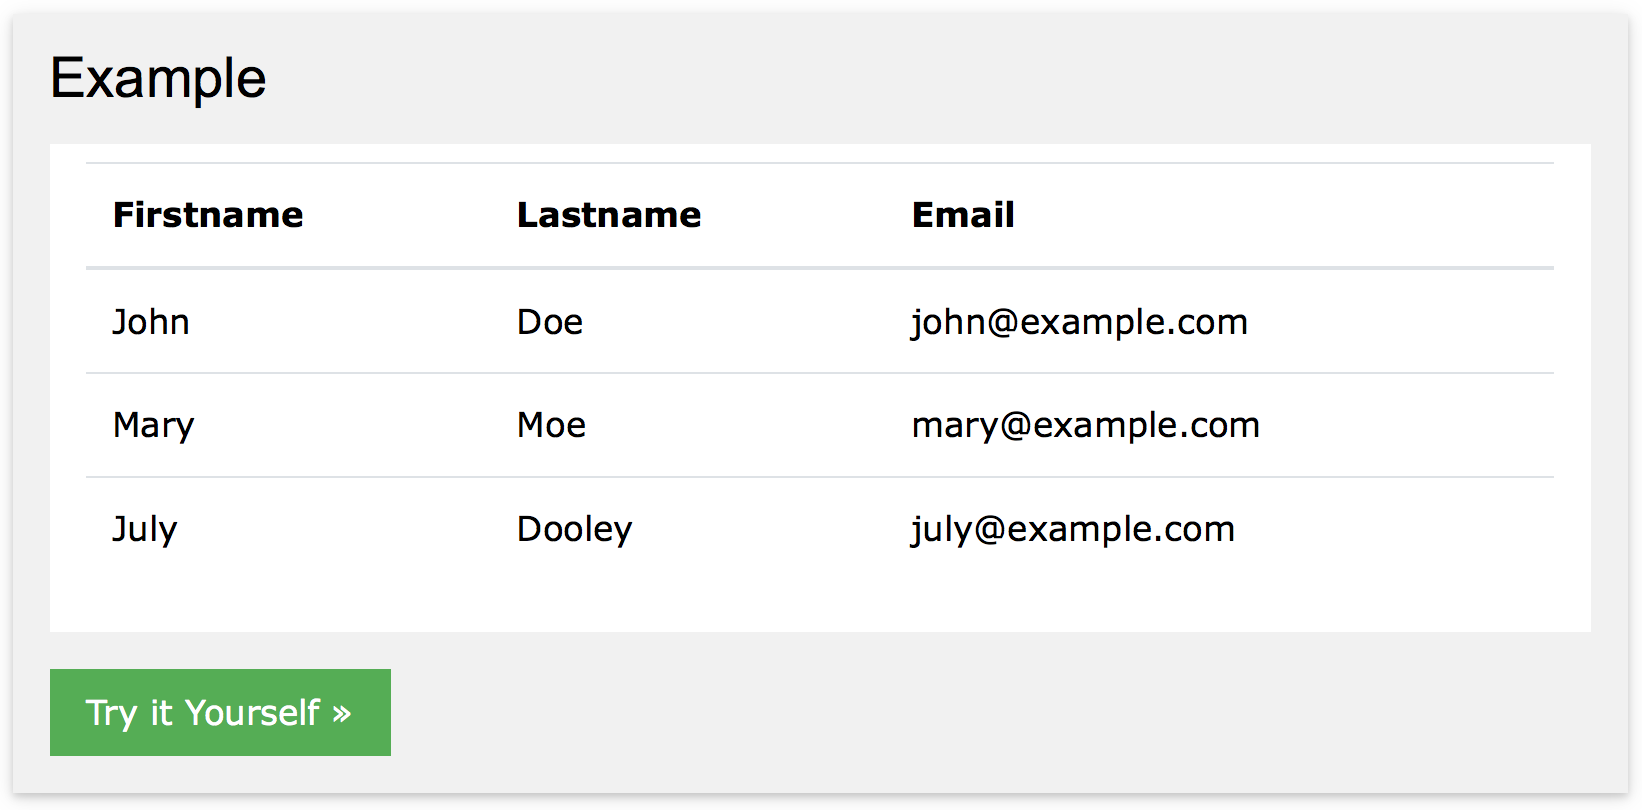 Example
Firstname Lastname Email
John Doe john@example.com
Mary Moe mary@example.com
July Dooley july@example.com
Try it Yourself »